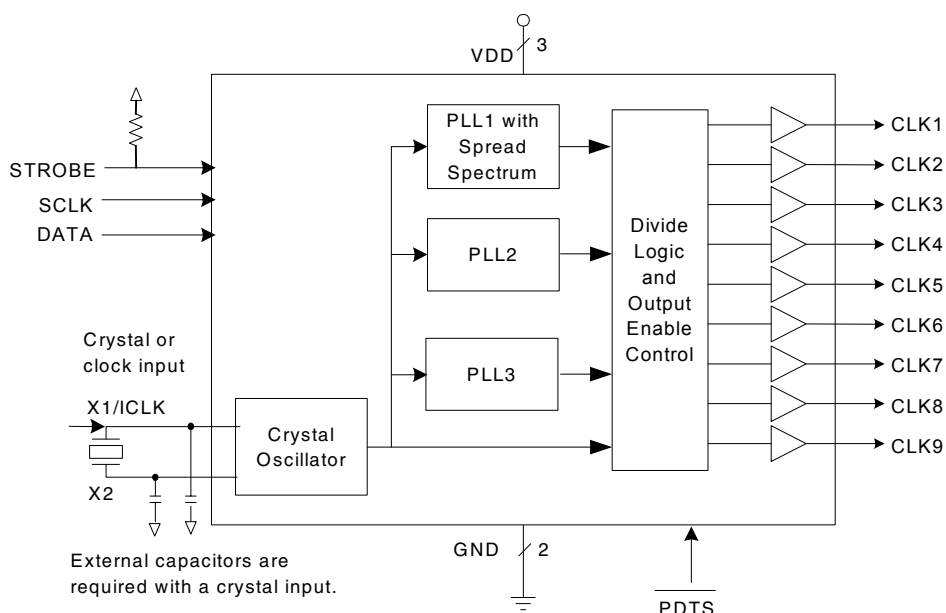 VDD
3
PLL1 with
Spread
Spectrum
PLL2
PLL3
Divide
Logic
and
Output
Enable
Control
CLK1
CLK2
CLK3
CLK4
CLK5
CLK6
CLK7
CLK8
CLK9
STROBE
SCLK
DATA
Crystal or
clock input
X1/ICLK
X2
Crystal
Oscillator
External capacitors are
required with a crystal input.
GND
2
PDTS